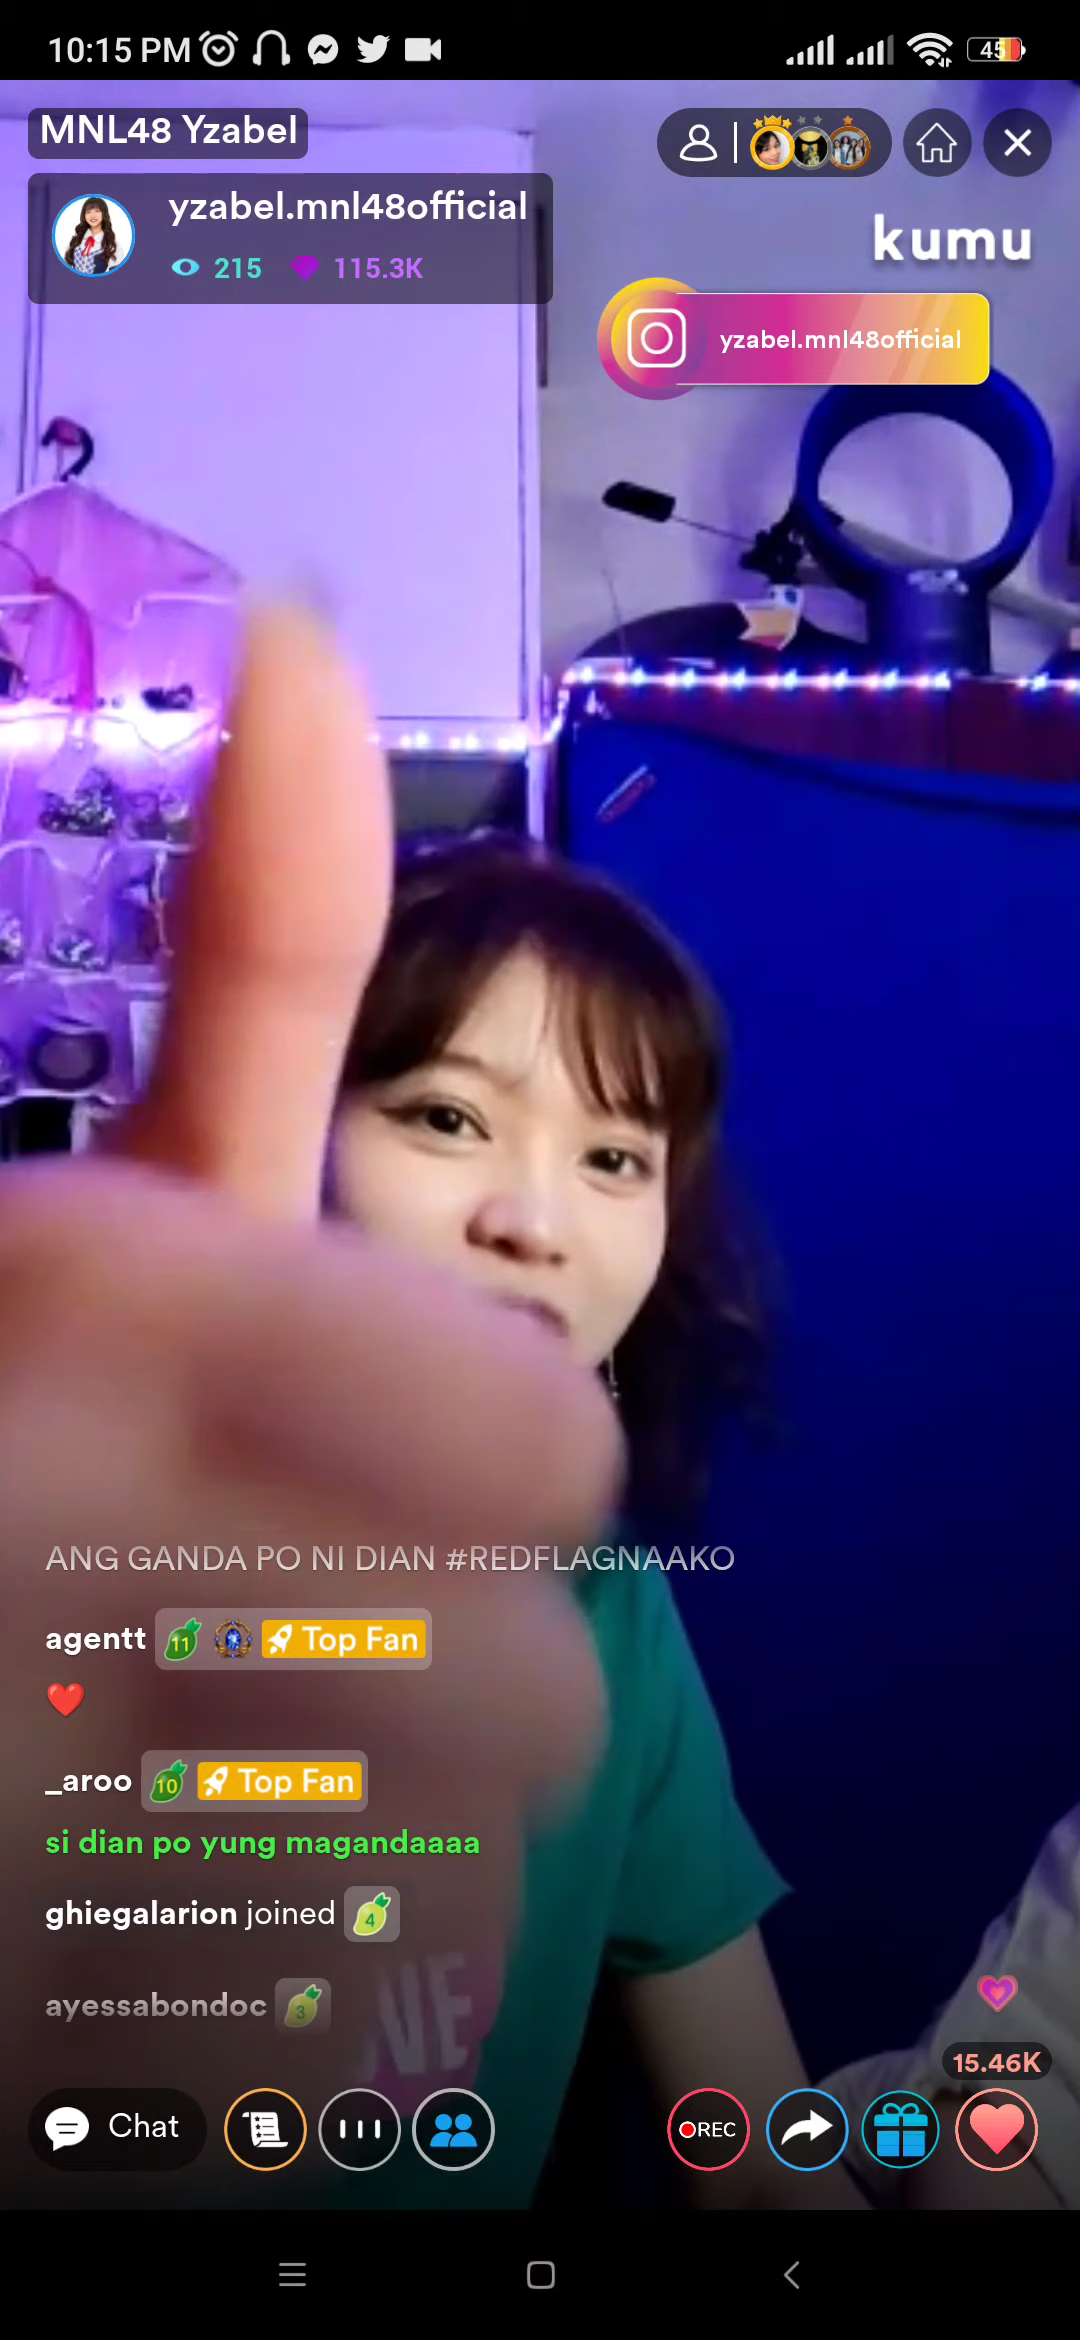 10:15 PM
45
MNL48 Yzabel
yzabel.mnl48official
215 115.3K
kumu
yzabel.mnl48official
ANG GANDA PO NI DIAN #REDFLAGNAAKO
agentt 11 Top Fan
❤️
_aroo 10 Top Fan
si dian po yung magandaaaa
ghiegalarion joined 4
ayessabondoc 3
15.46K
Chat
REC